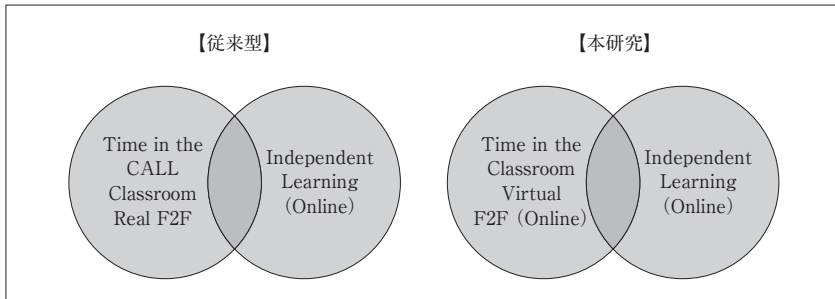 【従来型】
Time in the
CALL
Classroom
Real F2F
Independent
Learning
（Online）
【本研究】
Time in the
Classroom
Virtual
F2F（Online）
Independent
Learning
（Online）